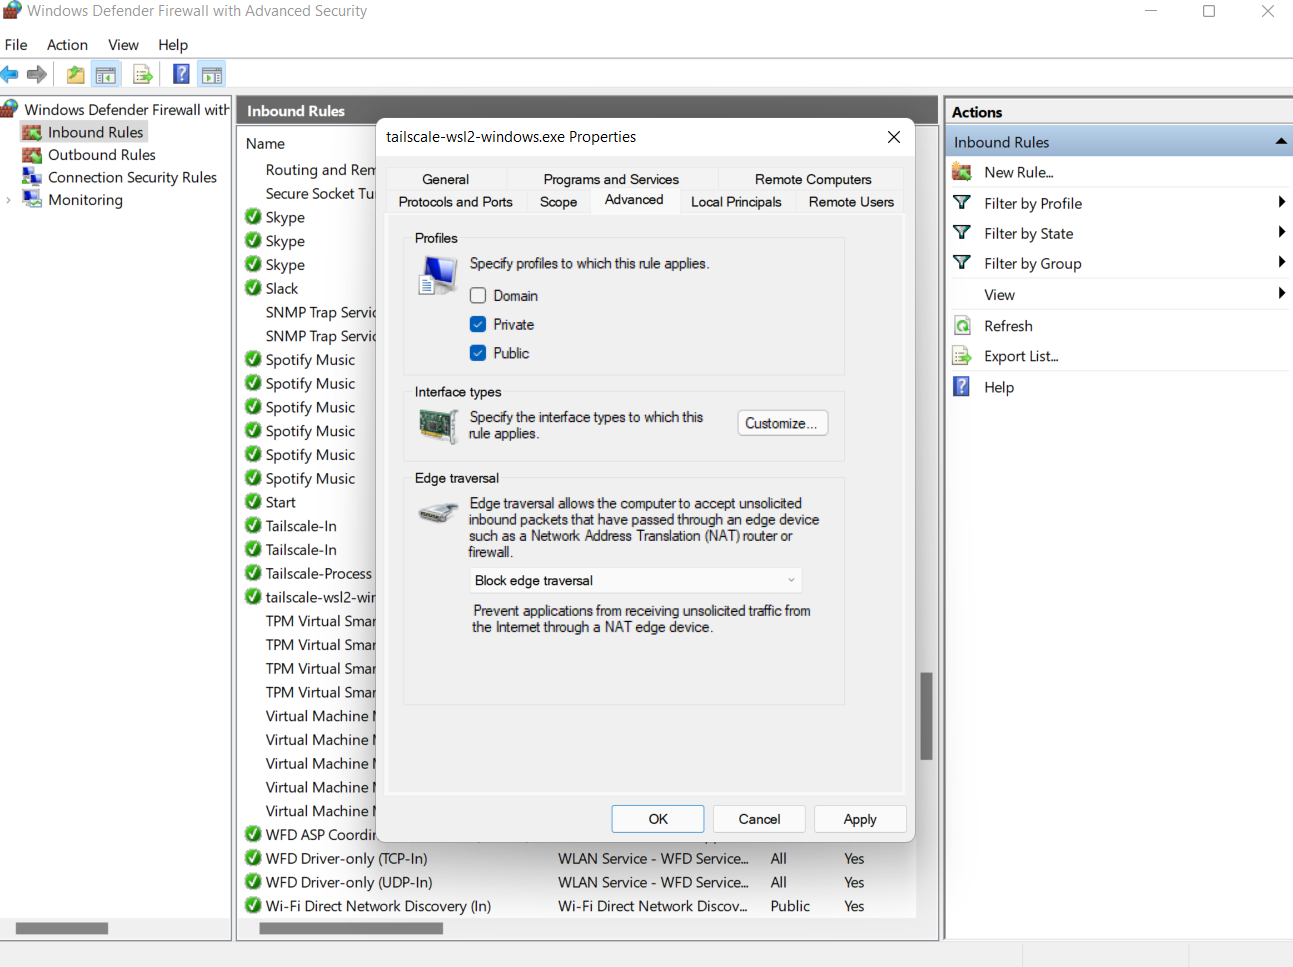 Windows Defender Firewall with Advanced Security
File Action View Help
Windows Defender Firewall with
Inbound Rules
Outbound Rules
Connection Security Rules
Monitoring
Inbound Rules
Name
Routing and Rem
Secure Socket Tu
Skype
Skype
Skype
Slack
SNMP Trap Servic
SNMP Trap Servic
Spotify Music
Spotify Music
Spotify Music
Spotify Music
Spotify Music
Spotify Music
Start
Tailscale-In
Tailscale-In
Tailscale-Process
tailscale-wsl2-wir
TPM Virtual Smar
TPM Virtual Smar
TPM Virtual Smar
TPM Virtual Smar
Virtual Machine M
Virtual Machine M
Virtual Machine M
Virtual Machine M
Virtual Machine M
WFD ASP Coordin
WFD Driver-only (TCP-In) WLAN Service - WFD Service... All Yes
WFD Driver-only (UDP-In) WLAN Service - WFD Service... All Yes
Wi-Fi Direct Network Discovery (In) Wi-Fi Direct Network Discov... Public Yes
tailscale-wsl2-windows.exe Properties
General Programs and Services Remote Computers
Protocols and Ports Scope Advanced Local Principals Remote Users
Profiles
Specify profiles to which this rule applies.
Domain
Private
Public
Interface types
Specify the interface types to which this
rule applies.
Customize...
Edge traversal
Edge traversal allows the computer to accept unsolicited
inbound packets that have passed through an edge device
such as a Network Address Translation (NAT) router or
firewall.
Block edge traversal
Prevent applications from receiving unsolicited traffic from
the Internet through a NAT edge device.
OK Cancel Apply
Actions
Inbound Rules
New Rule...
Filter by Profile
Filter by State
Filter by Group
View
Refresh
Export List...
Help